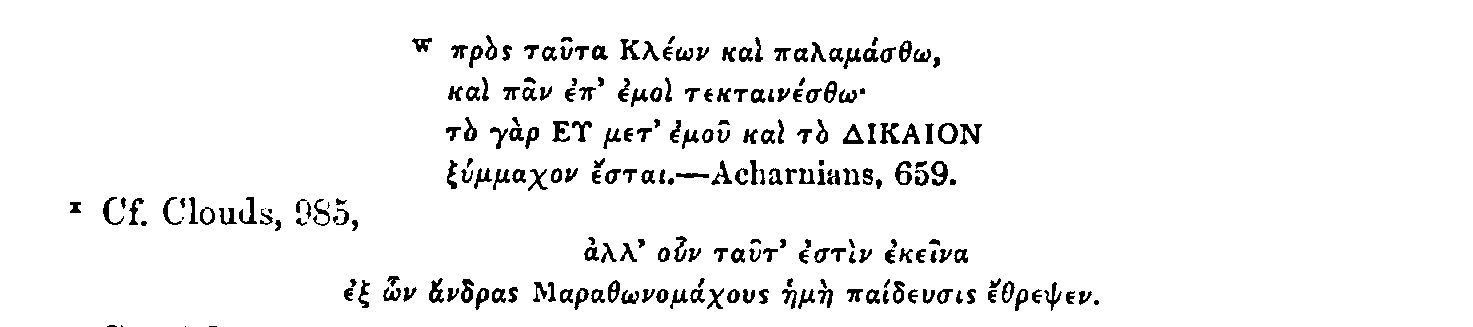 w πρὸς ταῦτα Κλέων καὶ παλαμάσθω,
καὶ πᾶν ἐπ' ἐμοὶ τεκταινέσθω·
τὸ γὰρ ΕΥ μετ' ἐμοῦ καὶ τὸ ΔΙΚΑΙΟΝ
ξύμμαχον ἔσται.—Acharnians, 659.
x Cf. Clouds, 985,
ἀλλ' οὖν ταῦτ' ἐστὶν ἐκεῖνα
ἐξ ὧν ἄνδρας Μαραθωνομάχους ἡμὴ παίδευσις ἔθρεψεν.